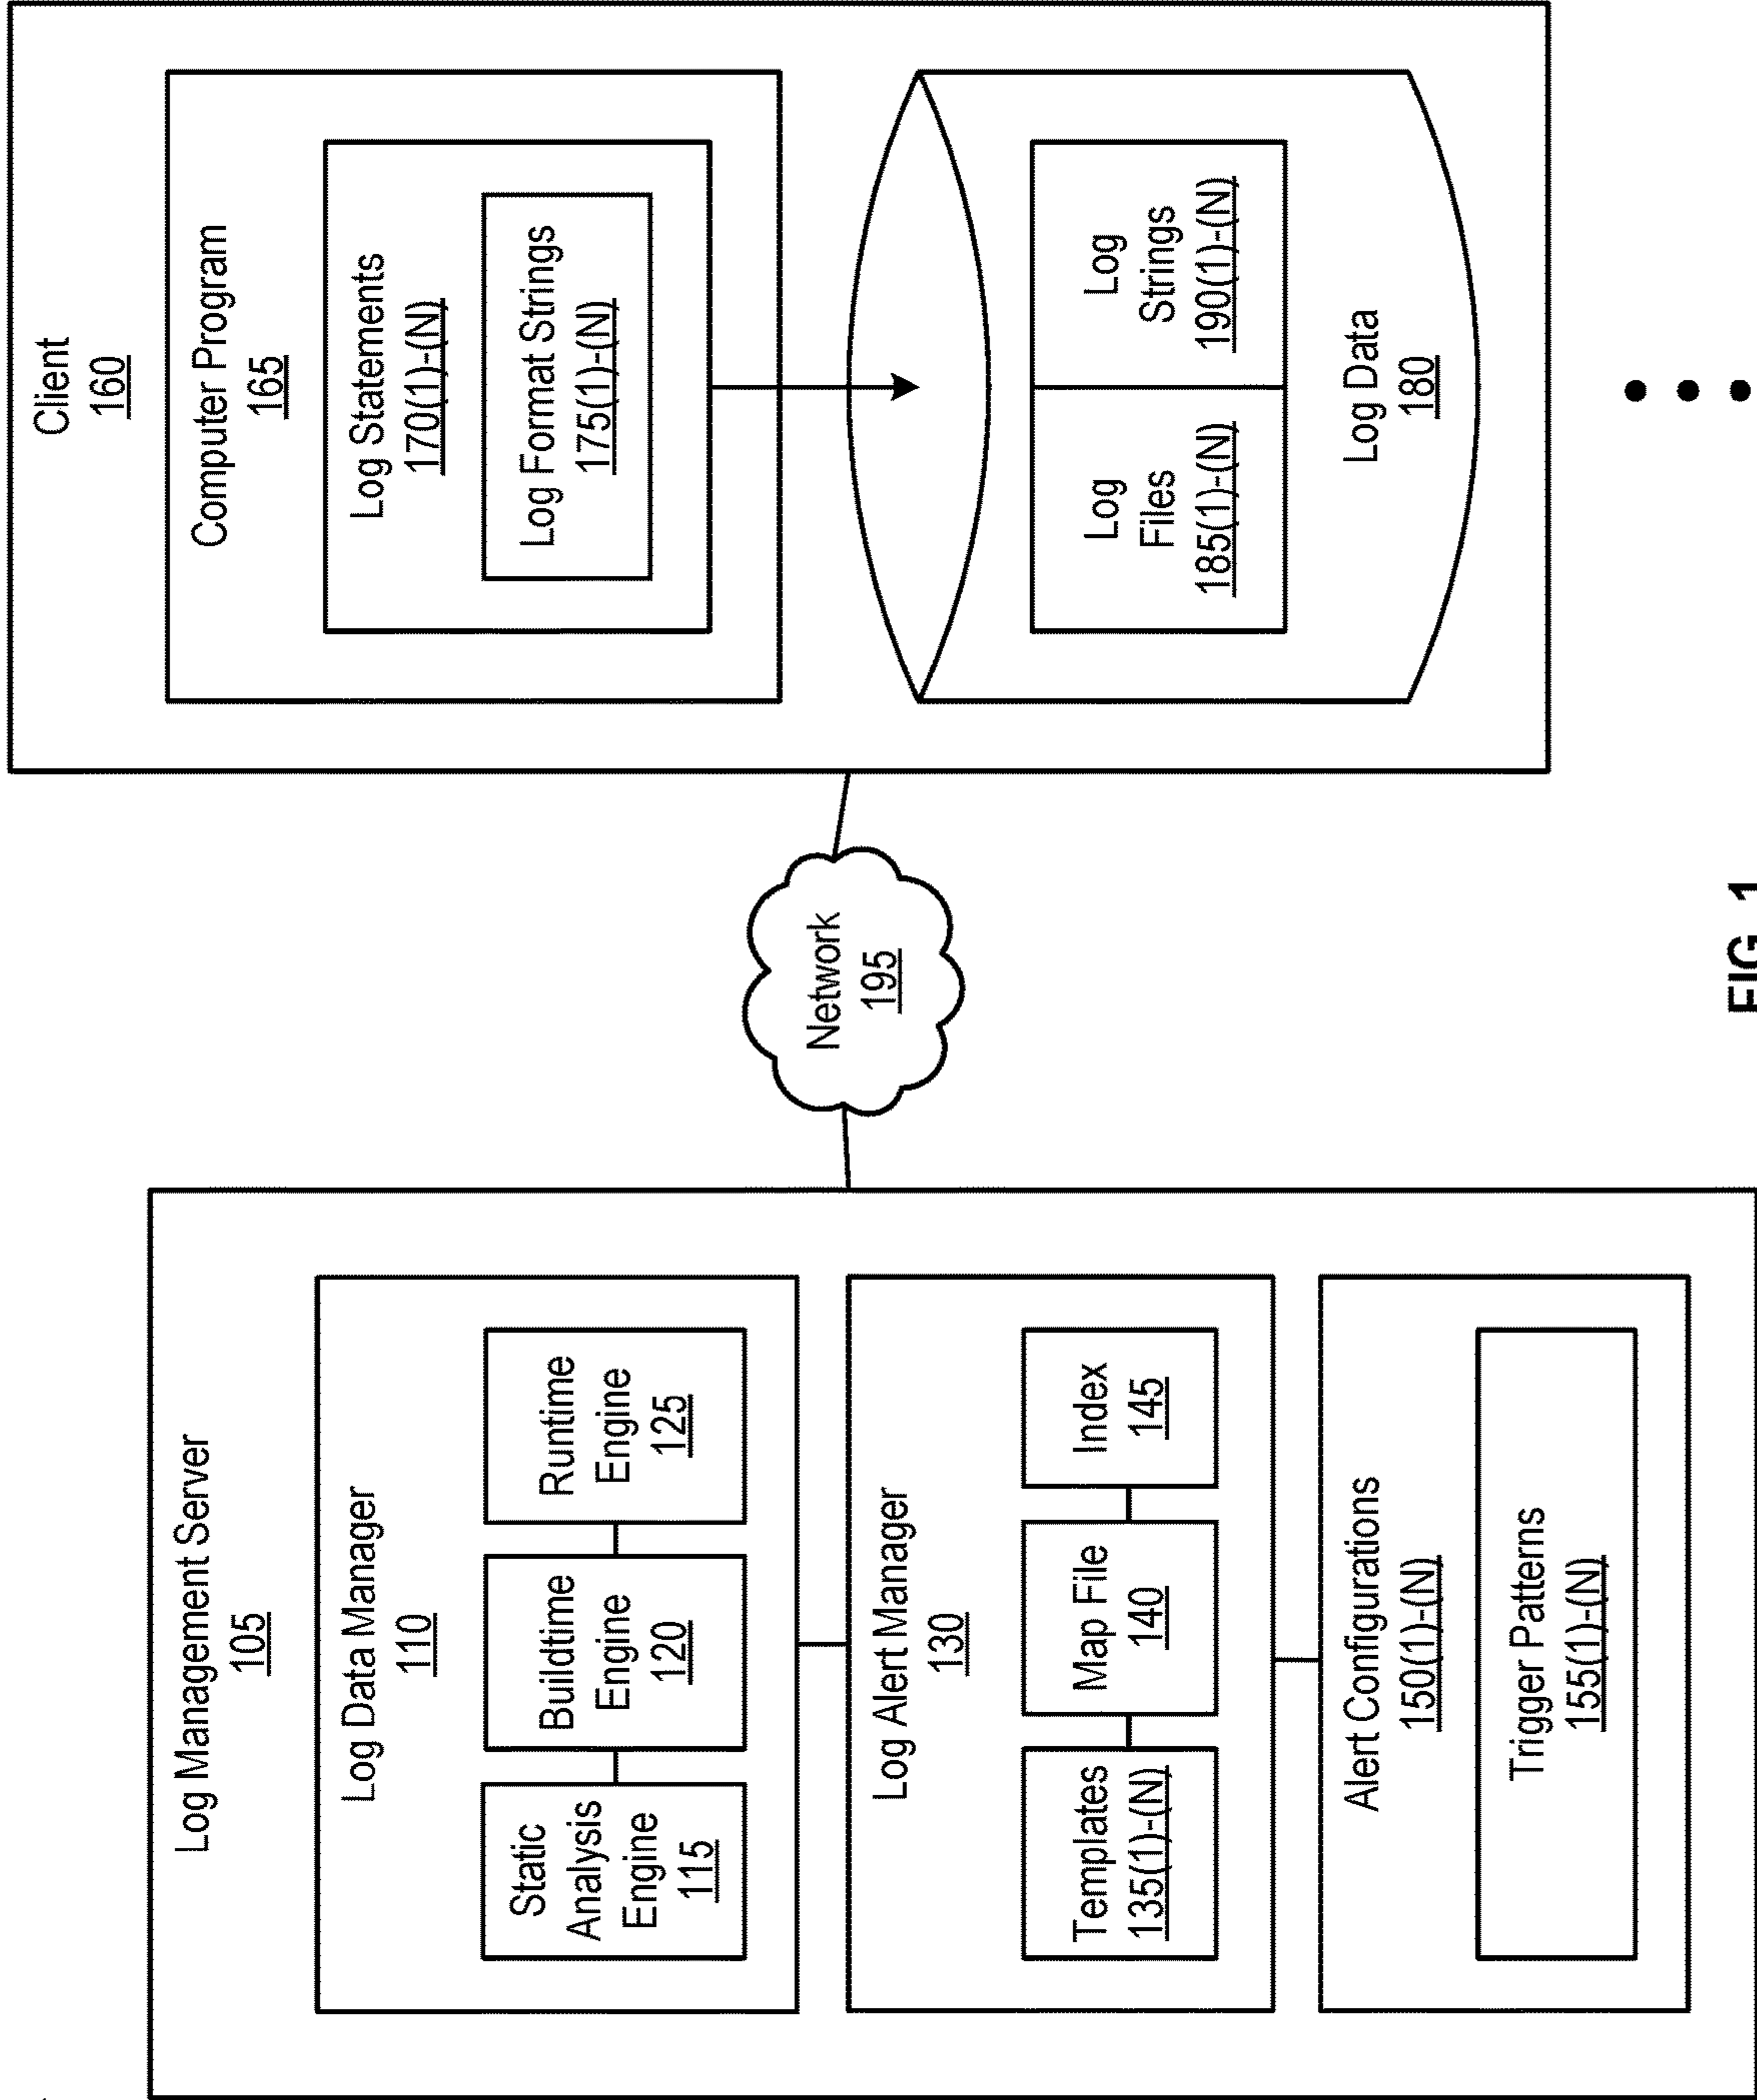 Log Management Server
105
Log Data Manager
110
Static
Analysis
Engine
115
Buildtime
Engine
120
Runtime
Engine
125
Log Alert Manager
130
Templates
135(1)-(N)
Map File
140
Index
145
Alert Configurations
150(1)-(N)
Trigger Patterns
155(1)-(N)
Network
195
Client
160
Computer Program
165
Log Statements
170(1)-(N)
Log Format Strings
175(1)-(N)
Log
Files
185(1)-(N)
Log
Strings
190(1)-(N)
Log Data
180
FIG. 1